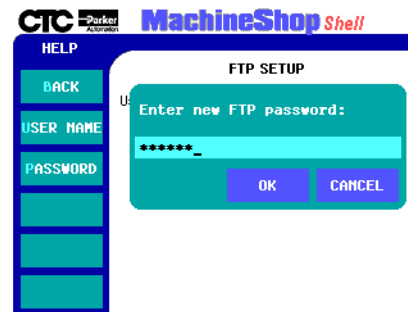 CTC Parker Automation MachineShop Shell
HELP
FTP SETUP
BACK
U
Enter new FTP password:
USER NAME
******_
PASSWORD
OK CANCEL